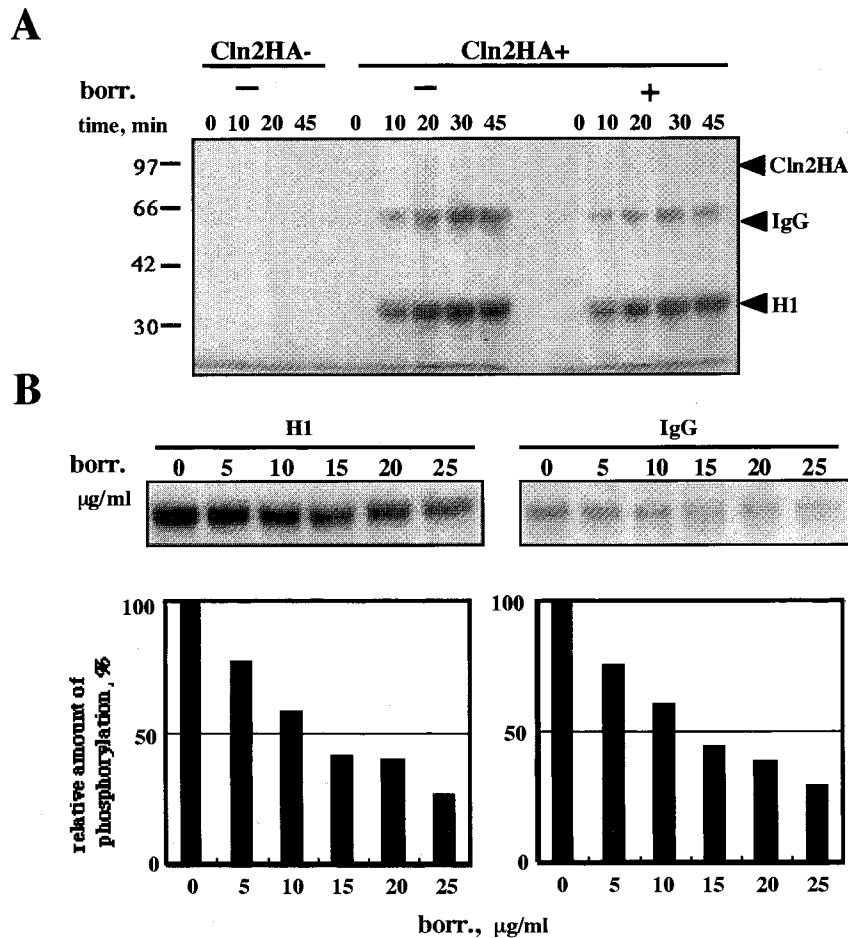 A
Cln2HA- Cln2HA+
borr. − − +
time, min 0 10 20 45 0 10 20 30 45 0 10 20 30 45
97 Cln2HA
66 IgG
42
H1
30
B
H1 IgG
borr. 0 5 10 15 20 25 0 5 10 15 20 25
µg/ml
relative amount of
phosphorylation, %
100 100
50 50
0 0
0 5 10 15 20 25 0 5 10 15 20 25
borr., µg/ml